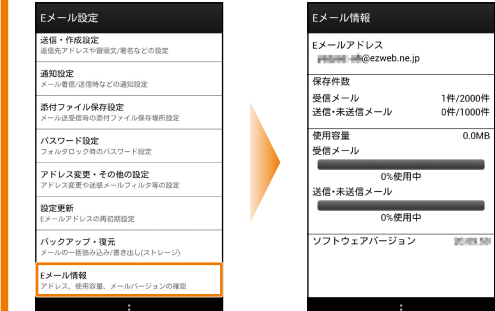 Eメール設定
送信・作成設定
返信先アドレスや冒頭文/署名などの設定
通知設定
メール着信/送信時などの通知設定
添付ファイル保存設定
メール送受信時の添付ファイル保存場所設定
パスワード設定
フォルダロック時のパスワード設定
アドレス変更・その他の設定
アドレス変更や迷惑メールフィルタ等の設定
設定更新
Eメールアドレスの再初期設定
バックアップ・復元
メールの一括読み込み/書き出し(ストレージ)
Eメール情報
アドレス、使用容量、メールバージョンの確認
Eメール情報
Eメールアドレス
@ezweb.ne.jp
保存件数
受信メール 1件/2000件
送信・未送信メール 0件/1000件
使用容量 0.0MB
受信メール
0%使用中
送信・未送信メール
0%使用中
ソフトウェアバージョン